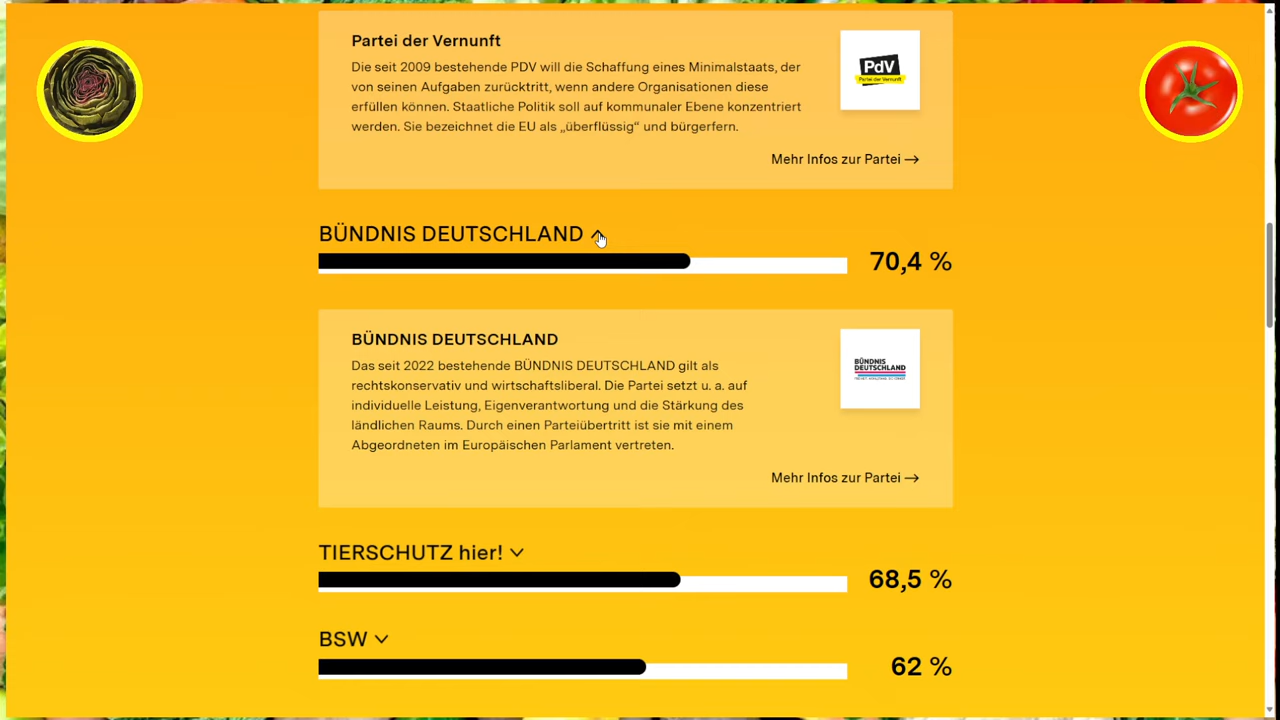 Partei der Vernunft
Die seit 2009 bestehende PDV will die Schaffung eines Minimalstaats, der
von seinen Aufgaben zurücktritt, wenn andere Organisationen diese
erfüllen können. Staatliche Politik soll auf kommunaler Ebene konzentriert
werden. Sie bezeichnet die EU als „überflüssig“ und bürgerfern.
PdV
Partei der Vernunft
Mehr Infos zur Partei →
BÜNDNIS DEUTSCHLAND
70,4 %
BÜNDNIS DEUTSCHLAND
Das seit 2022 bestehende BÜNDNIS DEUTSCHLAND gilt als
rechtskonservativ und wirtschaftsliberal. Die Partei setzt u. a. auf
individuelle Leistung, Eigenverantwortung und die Stärkung des
ländlichen Raums. Durch einen Parteiübertritt ist sie mit einem
Abgeordneten im Europäischen Parlament vertreten.
BÜNDNIS
DEUTSCHLAND
Mehr Infos zur Partei →
TIERSCHUTZ hier!
68,5 %
BSW
62 %